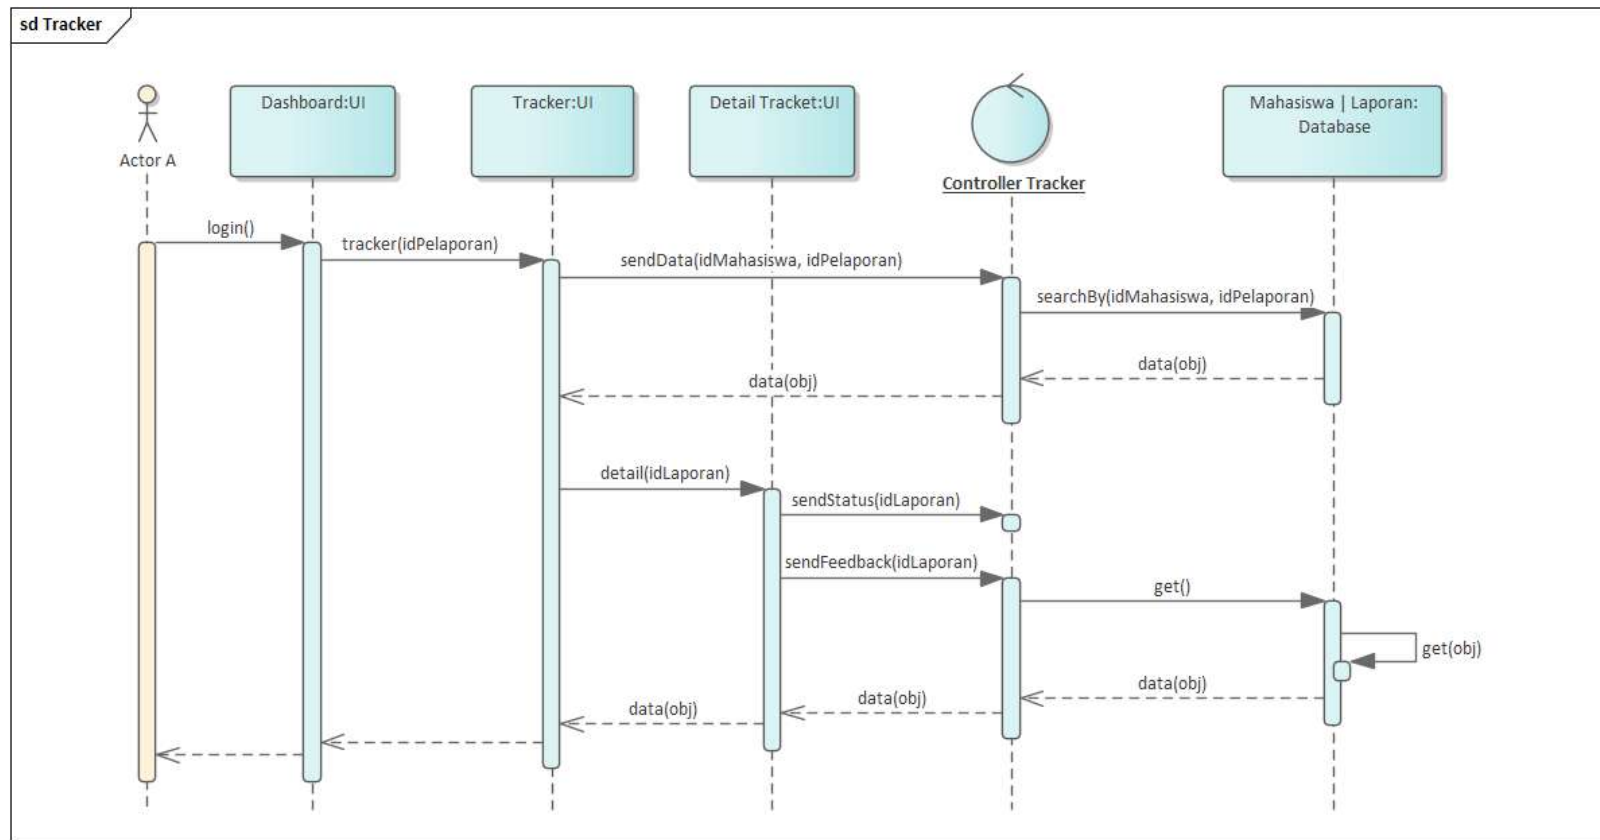 sd Tracker
Actor A
Dashboard:UI
Tracker:UI
Detail Tracket:UI
Controller Tracker
Mahasiswa | Laporan:
Database
login()
tracker(idPelaporan)
sendData(idMahasiswa, idPelaporan)
searchBy(idMahasiswa, idPelaporan)
data(obj)
data(obj)
detail(idLaporan)
sendStatus(idLaporan)
sendFeedback(idLaporan)
get()
get(obj)
data(obj)
data(obj)
data(obj)